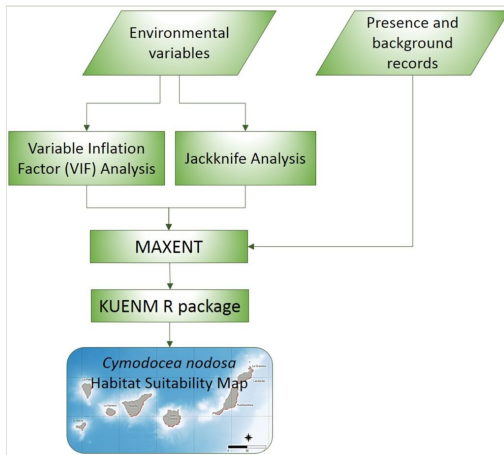 Environmental
variables
Presence and
background
records
Variable Inflation
Factor (VIF) Analysis
Jackknife Analysis
MAXENT
KUENM R package
Cymodocea nodosa
Habitat Suitability Map